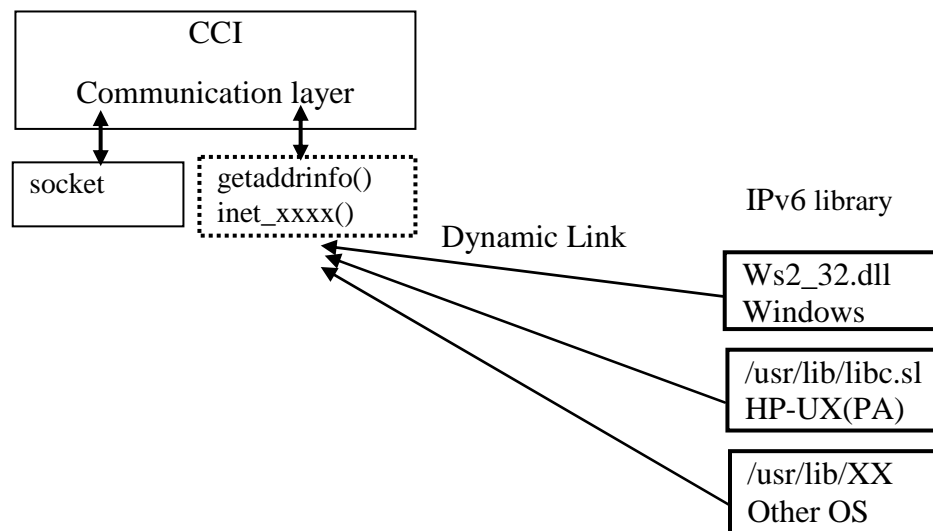 CCI
Communication layer
socket
getaddrinfo()
inet_xxxx()
IPv6 library
Dynamic Link
Ws2_32.dll
Windows
/usr/lib/libc.sl
HP-UX(PA)
/usr/lib/XX
Other OS